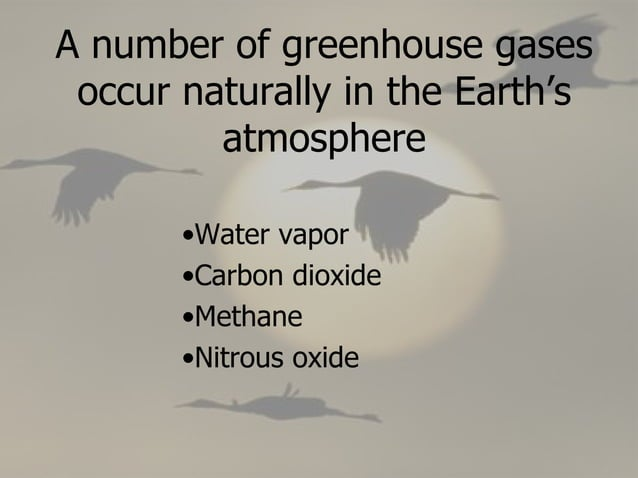 A number of greenhouse gases
occur naturally in the Earth’s
atmosphere
•Water vapor
•Carbon dioxide
•Methane
•Nitrous oxide